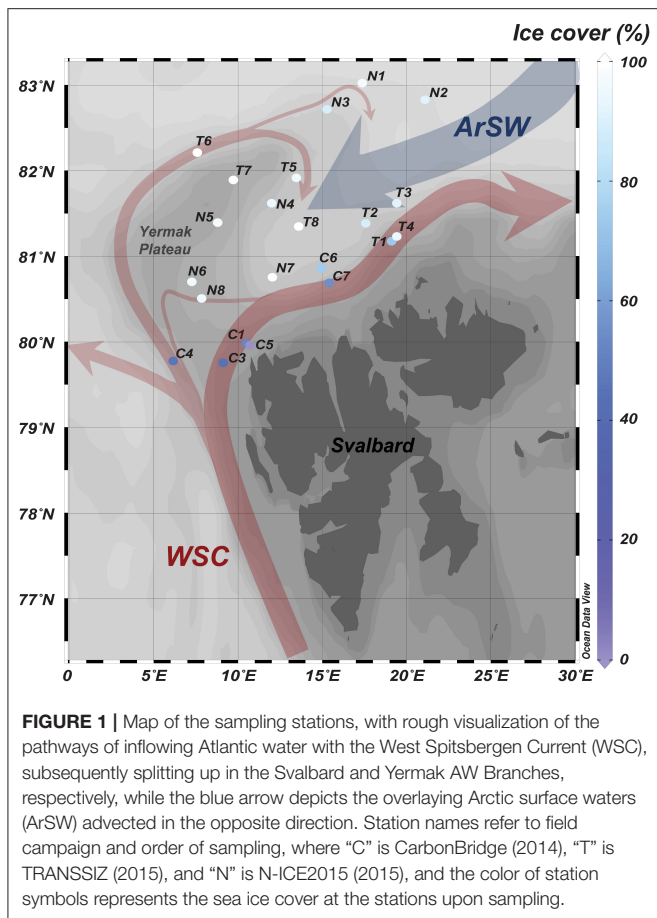 Ice cover (%)
100
80
60
40
20
0
83°N
82°N
81°N
80°N
79°N
78°N
77°N
0
5°E
10°E
15°E
20°E
25°E
30°E
N1
N2
N3
ArSW
T6
T7
T5
T3
N4
T2
N5
T8
T4
T1
Yermak
Plateau
C6
N6
N7
C7
N8
C1
C5
C4
C3
Svalbard
WSC
Ocean Data View
FIGURE 1 | Map of the sampling stations, with rough visualization of the
pathways of inflowing Atlantic water with the West Spitsbergen Current (WSC),
subsequently splitting up in the Svalbard and Yermak AW Branches,
respectively, while the blue arrow depicts the overlaying Arctic surface waters
(ArSW) advected in the opposite direction. Station names refer to field
campaign and order of sampling, where “C” is CarbonBridge (2014), “T” is
TRANSSIZ (2015), and “N” is N-ICE2015 (2015), and the color of station
symbols represents the sea ice cover at the stations upon sampling.